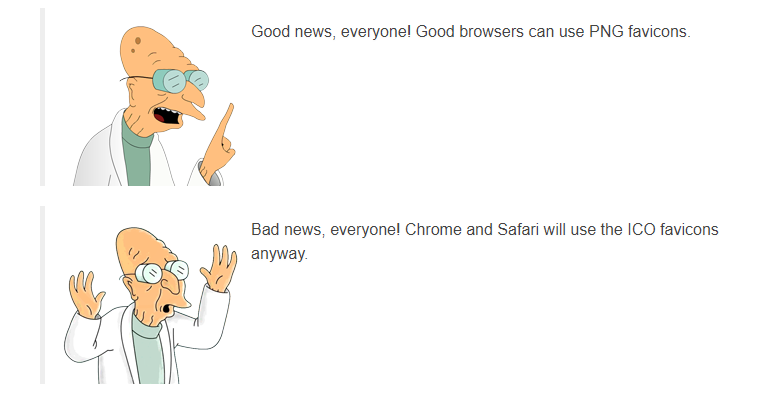 Good news, everyone! Good browsers can use PNG favicons.
Bad news, everyone! Chrome and Safari will use the ICO favicons
anyway.